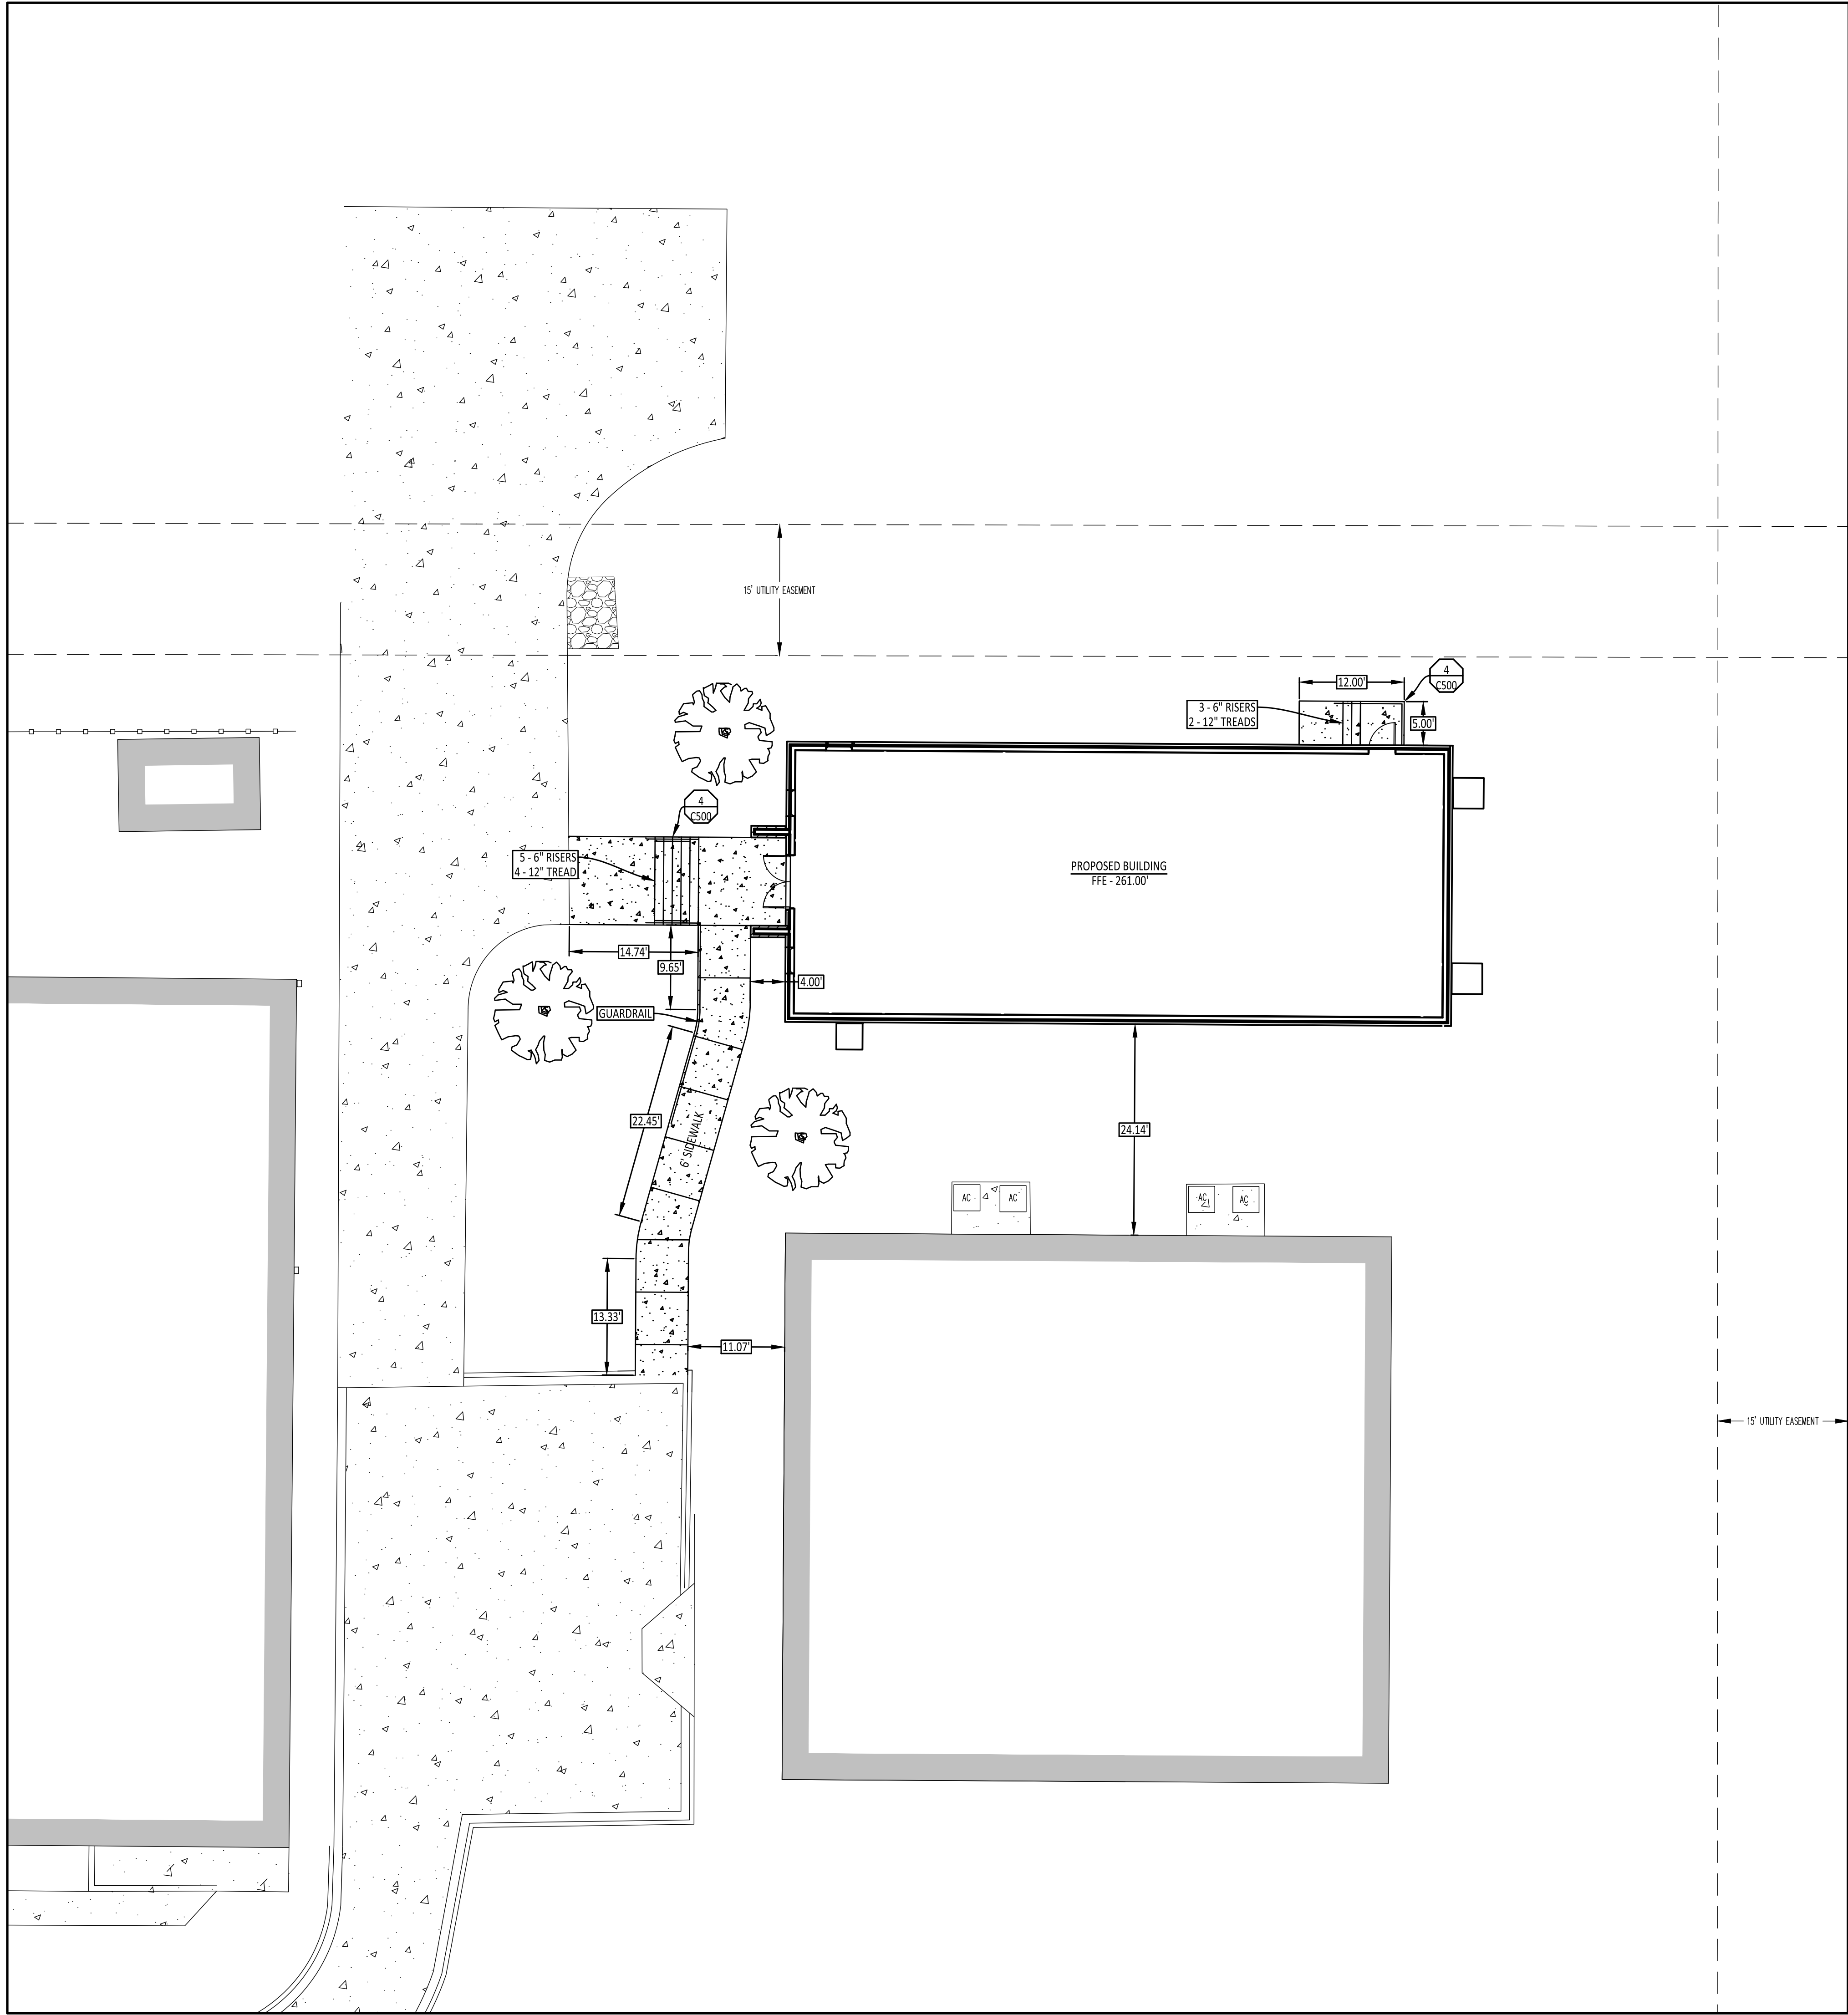 15' UTILITY EASEMENT
12.00'
4
C500
3 - 6" RISERS
2 - 12" TREADS
5.00'
4
C500
5 - 6" RISERS
4 - 12" TREAD
PROPOSED BUILDING
FFE - 261.00'
14.74'
9.65'
4.00'
GUARDRAIL
22.45'
6' SIDEWALK
24.14'
AC
AC
AC
AC
13.33'
11.07'
15' UTILITY EASEMENT